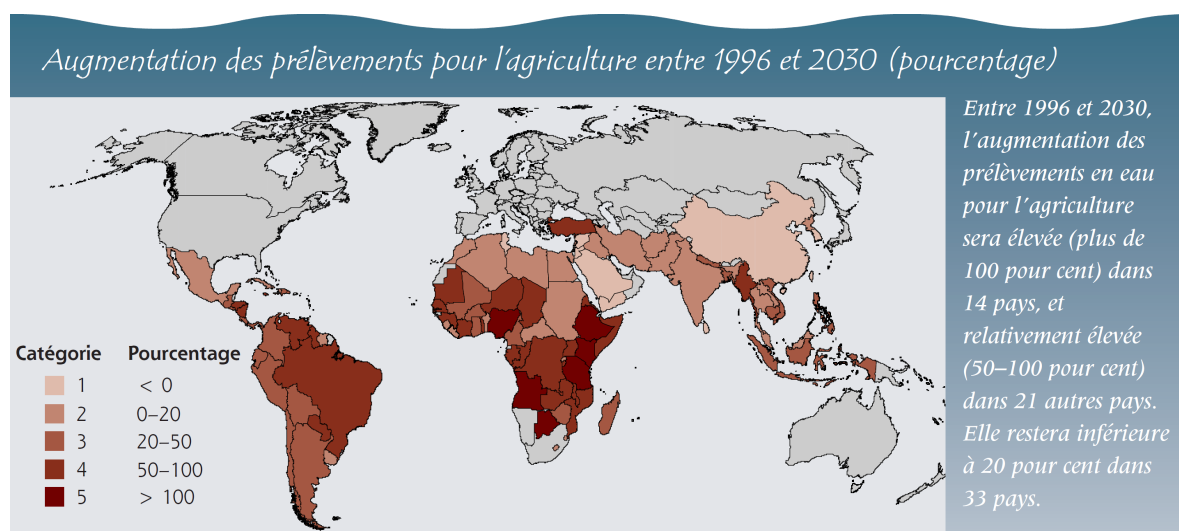 Augmentation des prélèvements pour l'agriculture entre 1996 et 2030 (pourcentage)
Entre 1996 et 2030,
l'augmentation des
prélèvements en eau
pour l'agriculture
sera élevée (plus de
100 pour cent) dans
14 pays, et
relativement élevée
(50–100 pour cent)
dans 21 autres pays.
Elle restera inférieure
à 20 pour cent dans
33 pays.
Catégorie Pourcentage
1 < 0
2 0–20
3 20–50
4 50–100
5 > 100